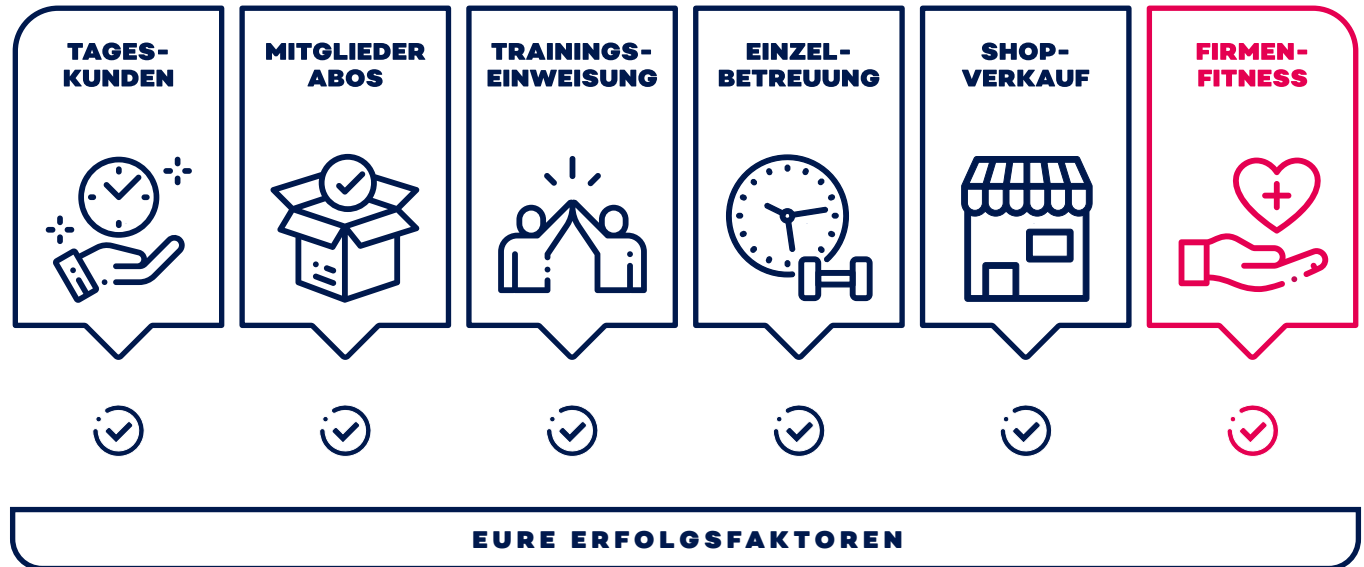 TAGES-
KUNDEN
MITGLIEDER
ABOS
TRAININGS-
EINWEISUNG
EINZEL-
BETREUUNG
SHOP-
VERKAUF
FIRMEN-
FITNESS
EURE ERFOLGSFAKTOREN